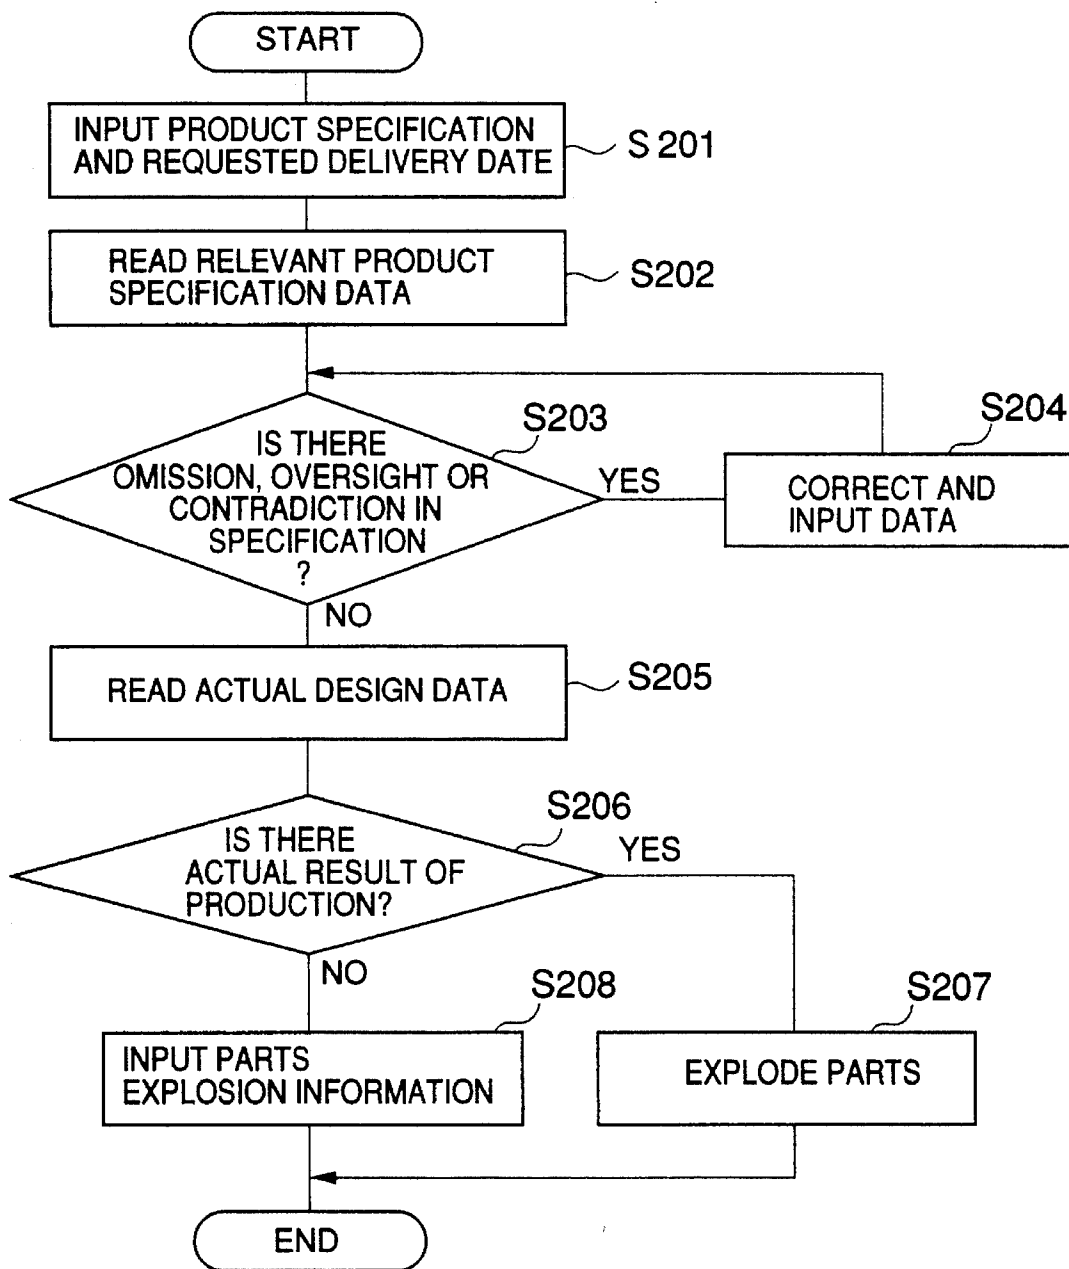 START
INPUT PRODUCT SPECIFICATION
AND REQUESTED DELIVERY DATE
S201
READ RELEVANT PRODUCT
SPECIFICATION DATA
S202
S203
IS THERE
OMISSION, OVERSIGHT OR
CONTRADICTION IN
SPECIFICATION
?
YES
S204
CORRECT AND
INPUT DATA
NO
READ ACTUAL DESIGN DATA
S205
S206
IS THERE
ACTUAL RESULT OF
PRODUCTION?
YES
NO
S208
INPUT PARTS
EXPLOSION INFORMATION
S207
EXPLODE PARTS
END